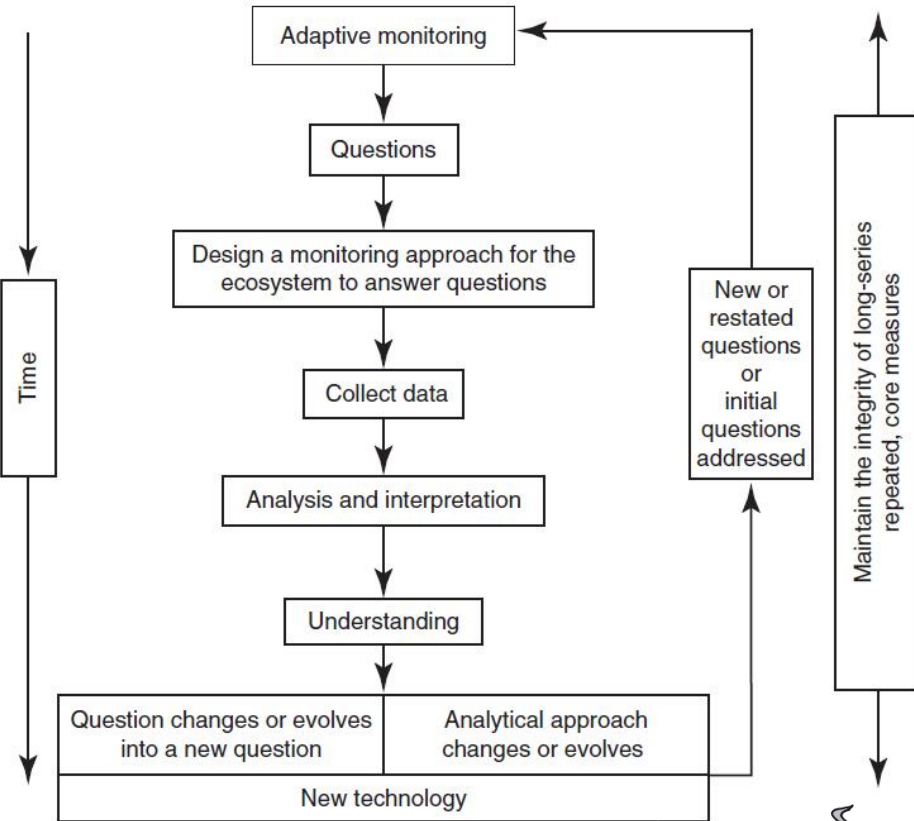 Adaptive monitoring
Questions
Design a monitoring approach for the
ecosystem to answer questions
Collect data
Analysis and interpretation
Understanding
Question changes or evolves
into a new question
Analytical approach
changes or evolves
New technology
Time
New or
restated
questions
or
initial
questions
addressed
Maintain the integrity of long-series
repeated, core measures